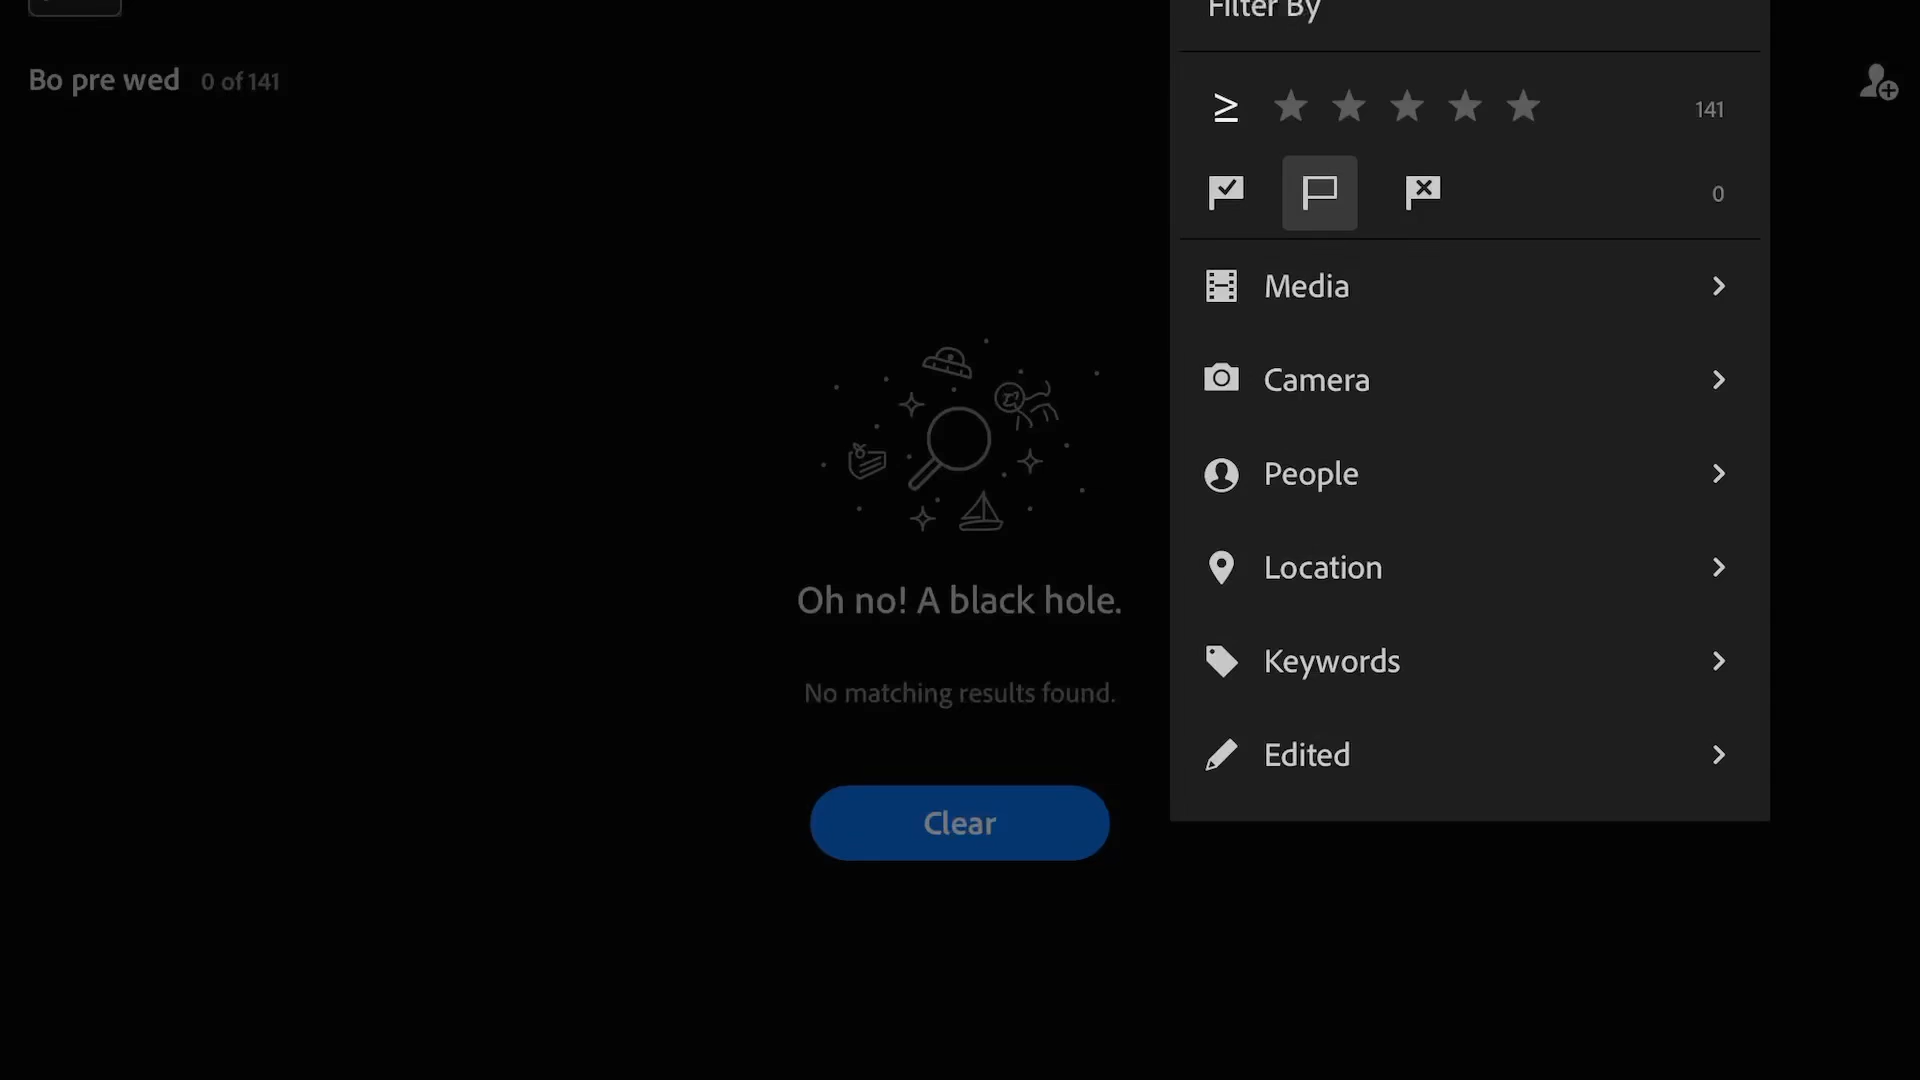 Filter By
Bo pre wed 0 of 141
≥ 141
0
Media
Camera
People
Location
Keywords
Edited
Oh no! A black hole.
No matching results found.
Clear